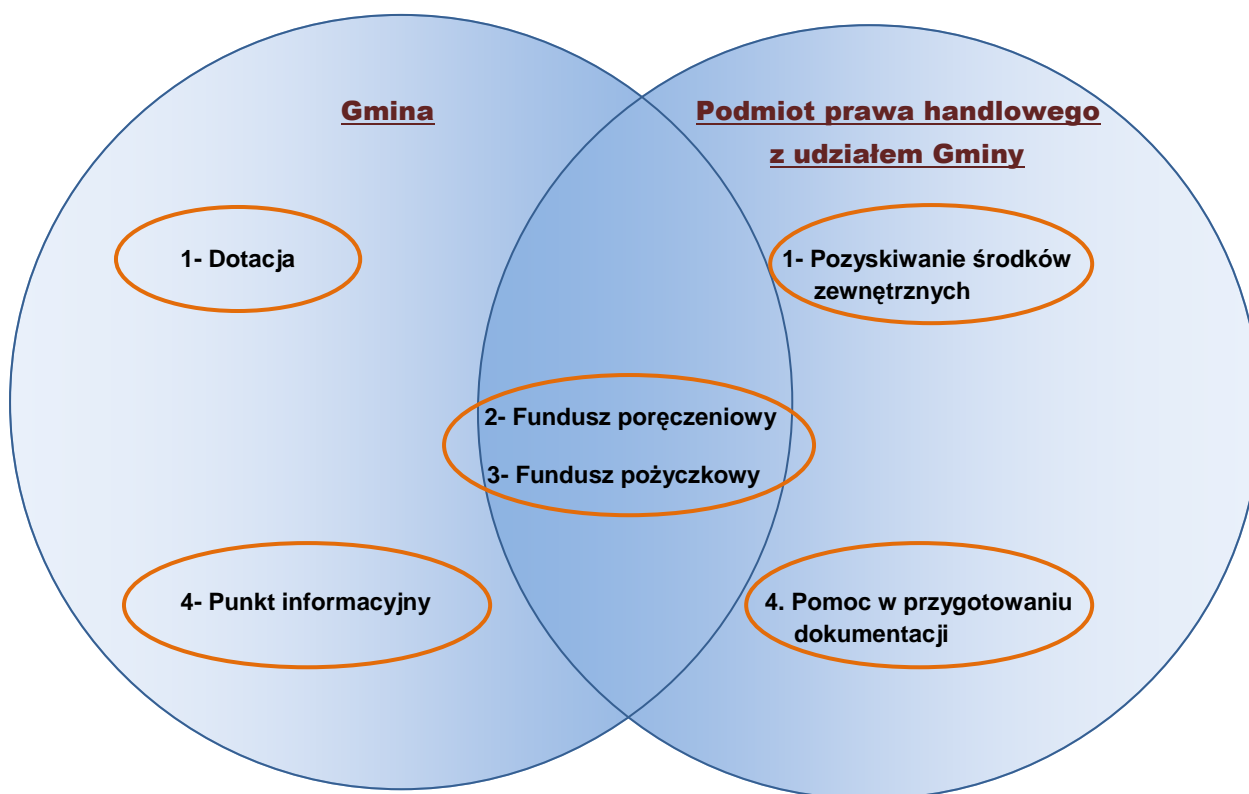 Gmina
Podmiot prawa handlowego
z udziałem Gminy
1- Dotacja
1- Pozyskiwanie środków
zewnętrznych
2- Fundusz poręczeniowy
3- Fundusz pożyczkowy
4- Punkt informacyjny
4. Pomoc w przygotowaniu
dokumentacji